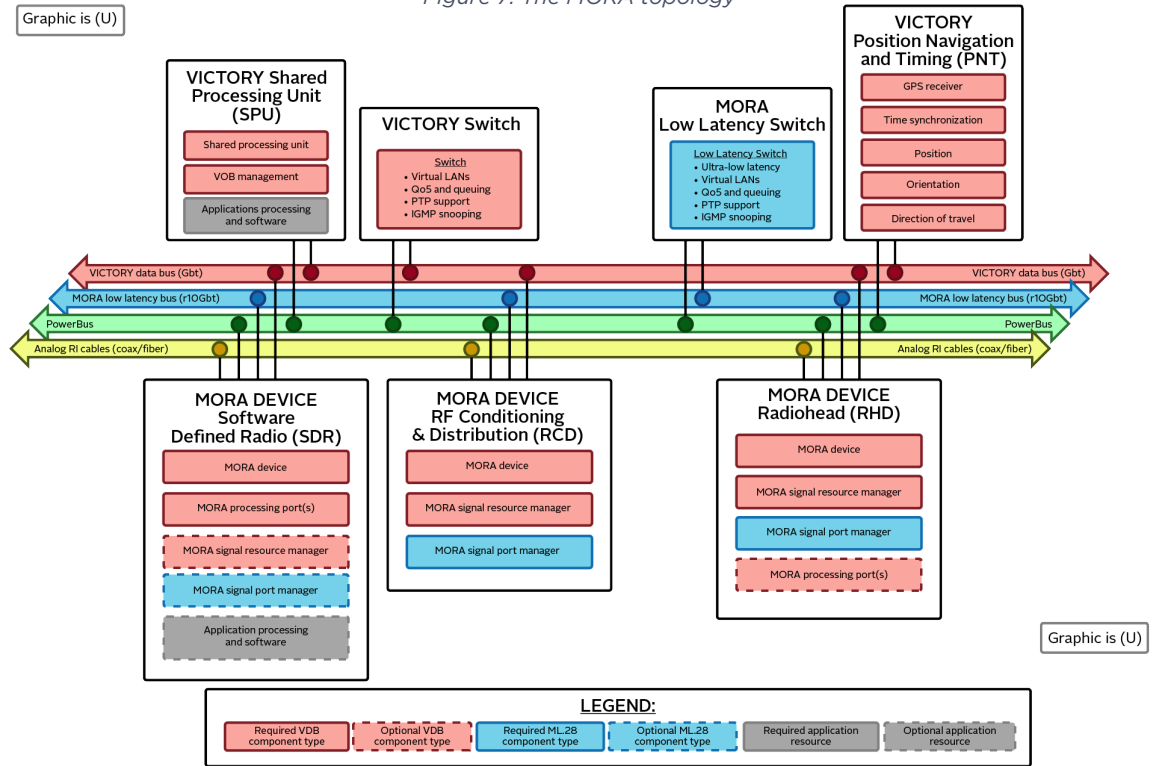 Figure 7. The MORA topology
Graphic is (U)
VICTORY Shared
Processing Unit
(SPU)
Shared processing unit
VOB management
Applications processing
and software
VICTORY Switch
Switch
• Virtual LANs
• Qo5 and queuing
• PTP support
• IGMP snooping
MORA
Low Latency Switch
Low Latency Switch
• Ultra-low latency
• Virtual LANs
• Qo5 and queuing
• PTP support
• IGMP snooping
VICTORY
Position Navigation
and Timing (PNT)
GPS receiver
Time synchronization
Position
Orientation
Direction of travel
VICTORY data bus (Gbt)
VICTORY data bus (Gbt)
MORA low latency bus (r10Gbt)
MORA low latency bus (r10Gbt)
PowerBus
PowerBus
Analog RI cables (coax/fiber)
Analog RI cables (coax/fiber)
MORA DEVICE
Software
Defined Radio (SDR)
MORA device
MORA processing port(s)
MORA signal resource manager
MORA signal port manager
Application processing
and software
MORA DEVICE
RF Conditioning
& Distribution (RCD)
MORA device
MORA signal resource manager
MORA signal port manager
MORA DEVICE
Radiohead (RHD)
MORA device
MORA signal resource manager
MORA signal port manager
MORA processing port(s)
Graphic is (U)
LEGEND:
Required VDB
component type
Optional VDB
component type
Required ML.28
component type
Optional ML.28
component type
Required application
resource
Optional application
resource